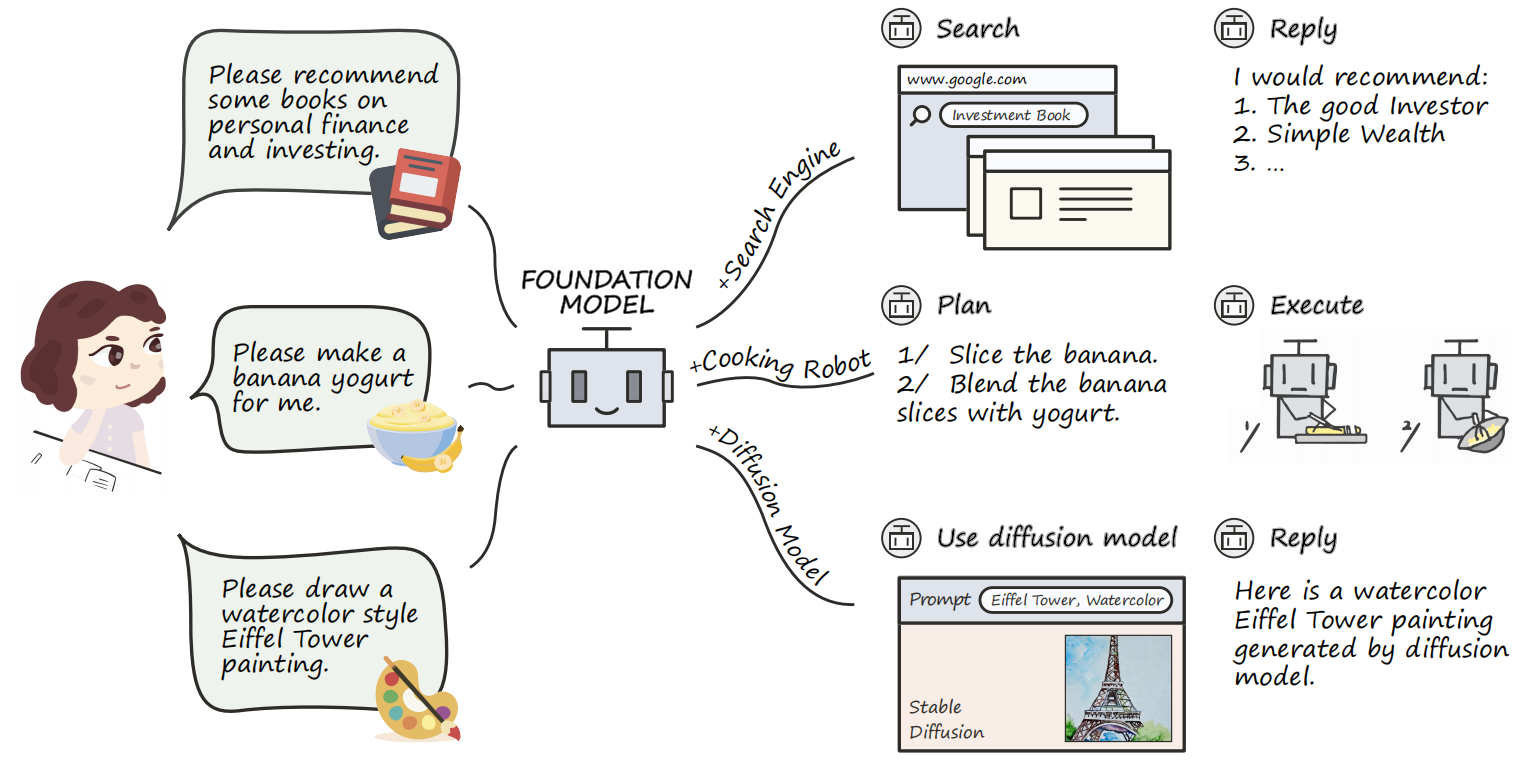 Please recommend
some books on
personal finance
and investing.
Please make a
banana yogurt
for me.
Please draw a
watercolor style
Eiffel Tower
painting.
FOUNDATION
MODEL
+Search Engine
+Cooking Robot
+Diffusion Model
Search
www.google.com
Investment Book
Reply
I would recommend:
1. The good Investor
2. Simple Wealth
3. ...
Plan
1/ Slice the banana.
2/ Blend the banana
slices with yogurt.
Execute
1/
2/
Use diffusion model
Prompt
Eiffel Tower, Watercolor
Stable
Diffusion
Reply
Here is a watercolor
Eiffel Tower painting
generated by diffusion
model.